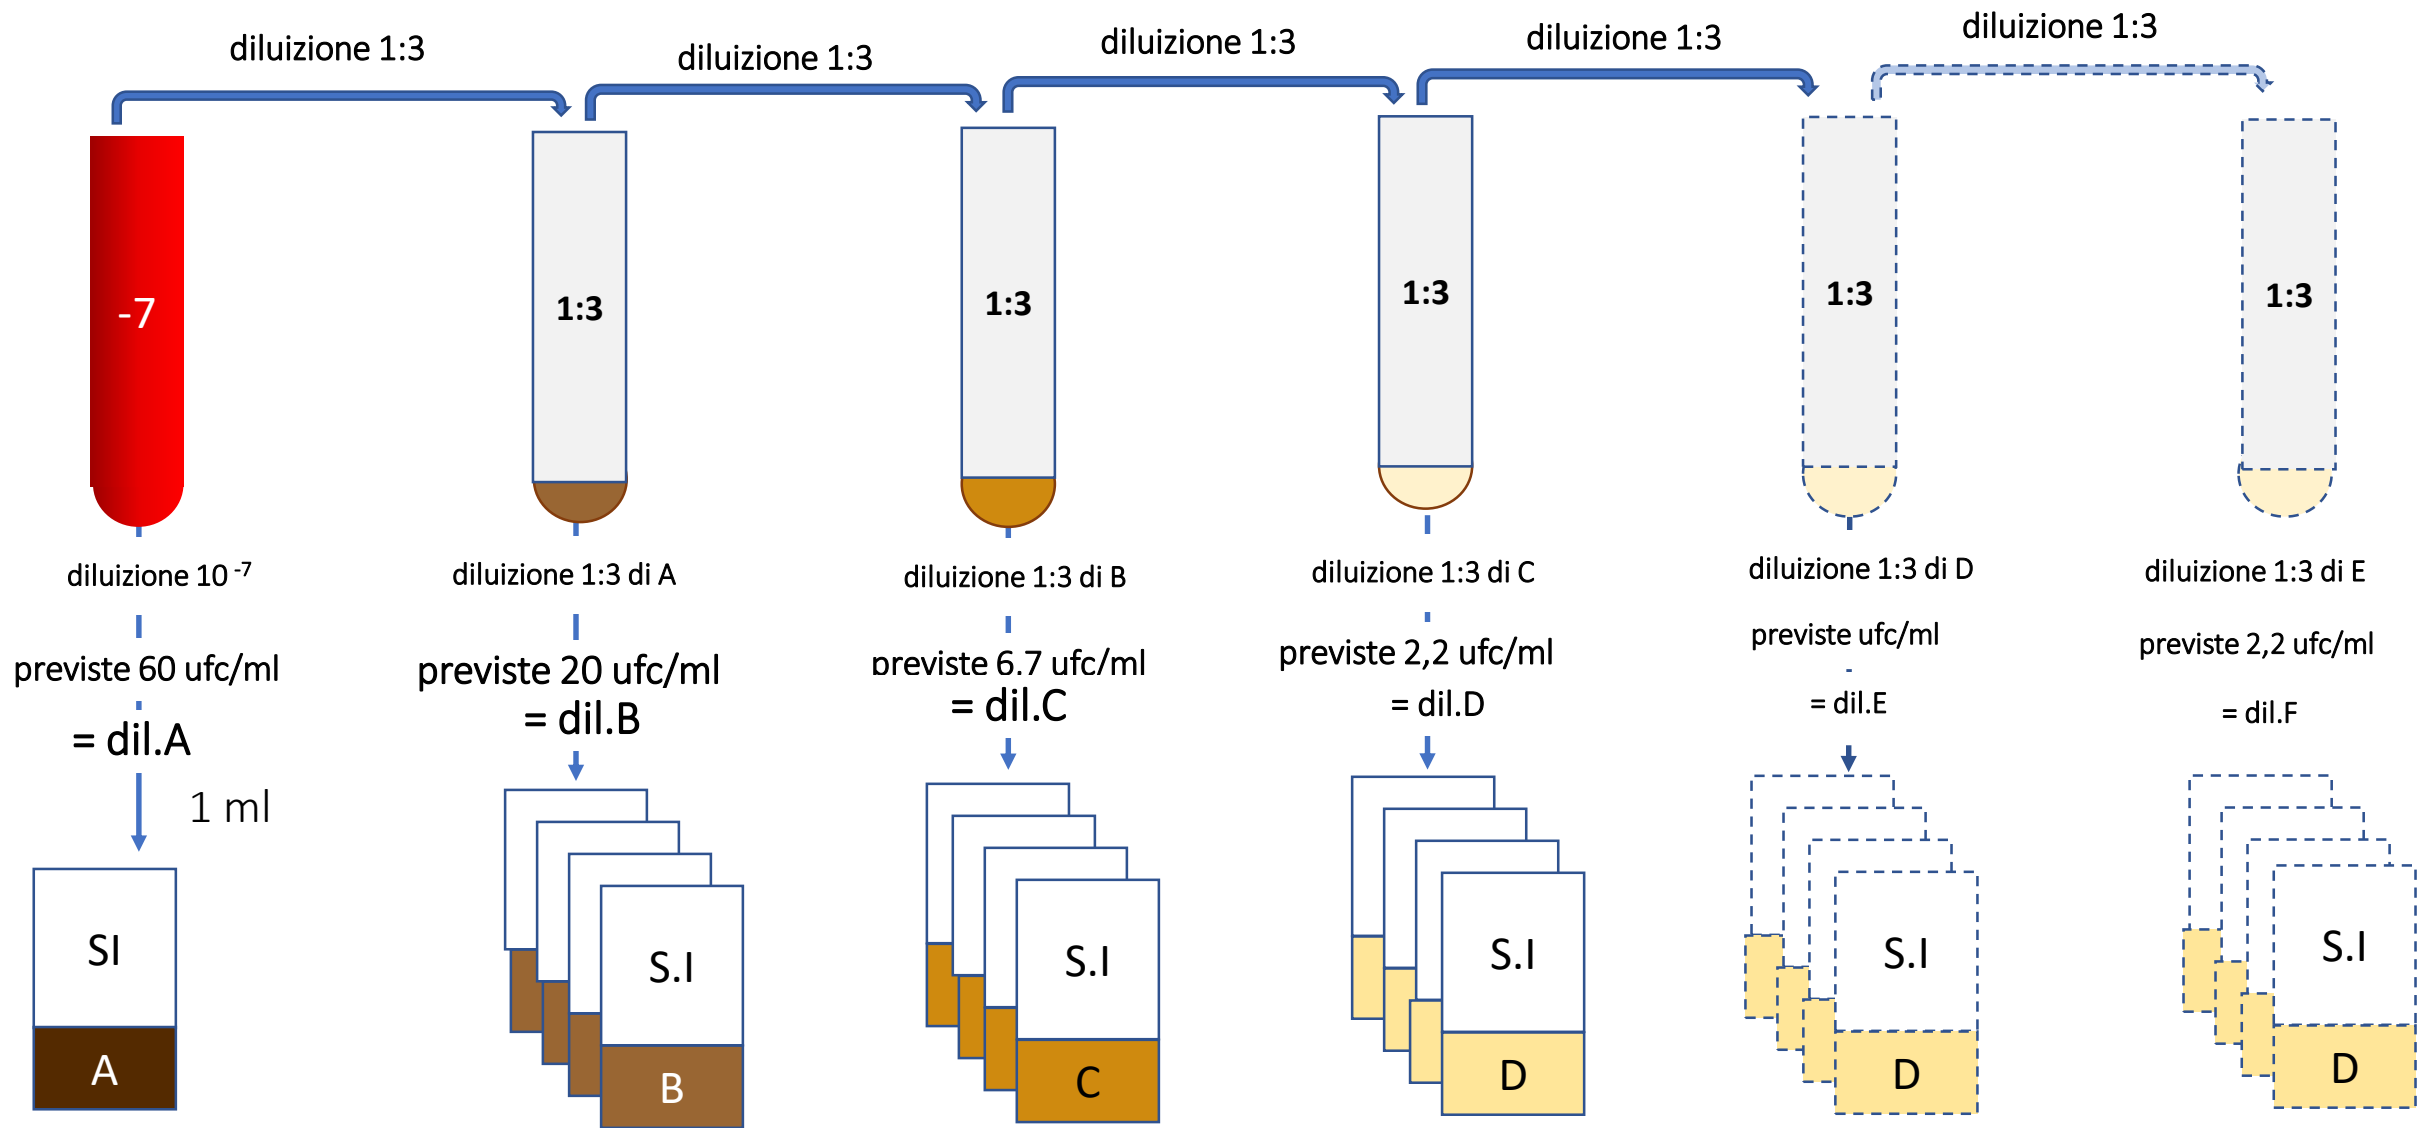 diluizione 1:3
diluizione 1:3
diluizione 1:3
diluizione 1:3
diluizione 1:3
-7
1:3
1:3
1:3
1:3
1:3
diluizione 10 -7
diluizione 1:3 di A
diluizione 1:3 di B
diluizione 1:3 di C
diluizione 1:3 di D
diluizione 1:3 di E
previste 60 ufc/ml
= dil.A
1 ml
previste 20 ufc/ml
= dil.B
previste 6.7 ufc/ml
= dil.C
previste 2,2 ufc/ml
= dil.D
previste ufc/ml
= dil.E
previste 2,2 ufc/ml
= dil.F
SI
A
S.I
B
S.I
C
S.I
D
S.I
D
S.I
D